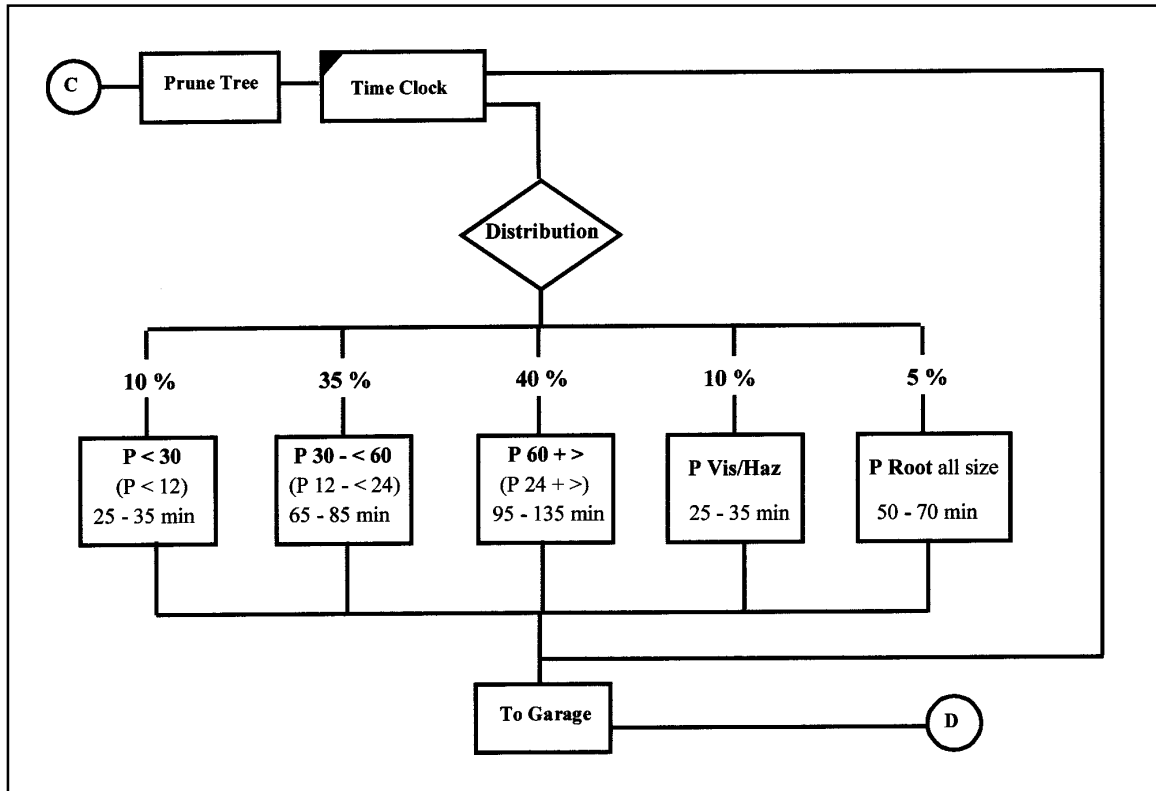 C
Prune Tree
Time Clock
Distribution
10 %
35 %
40 %
10 %
5 %
P < 30
(P < 12)
25 - 35 min
P 30 - < 60
(P 12 - < 24)
65 - 85 min
P 60 + >
(P 24 + >)
95 - 135 min
P Vis/Haz
25 - 35 min
P Root all size
50 - 70 min
To Garage
D